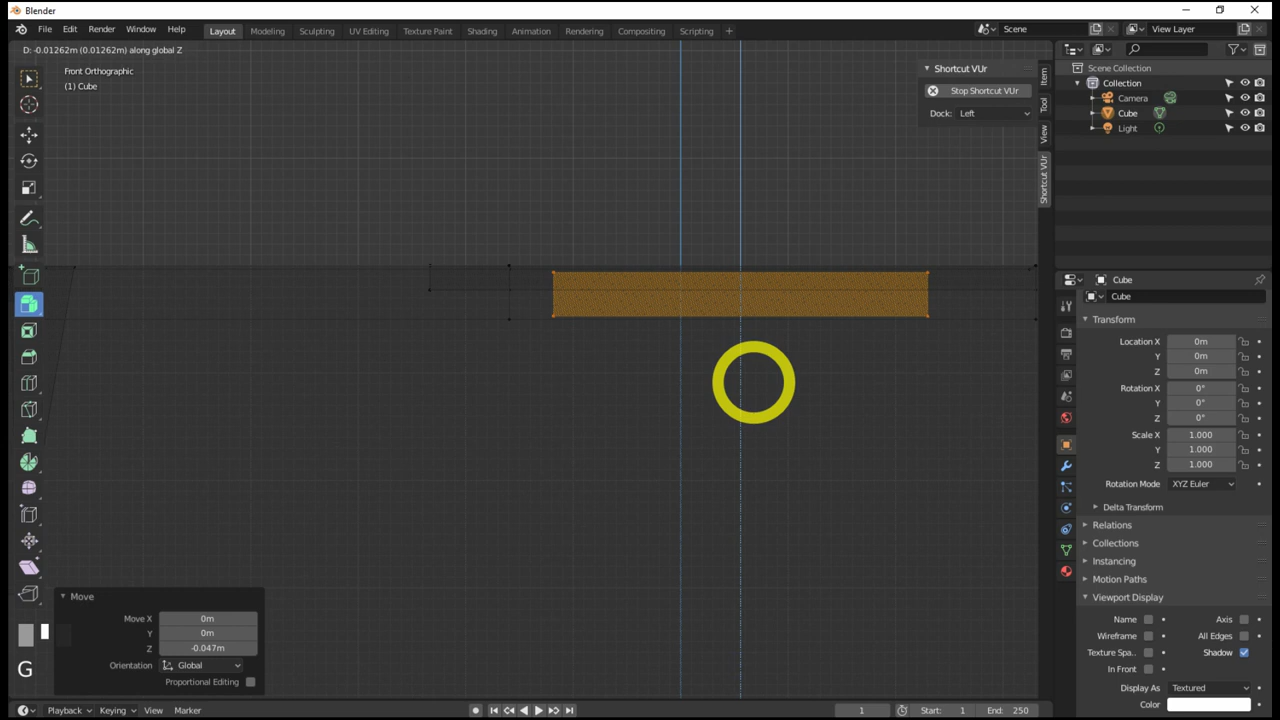 Blender
File Edit Render Window Help Layout Modeling Sculpting UV Editing Texture Paint Shading Animation Rendering Compositing Scripting + Scene View Layer
D: -0.01262m (0.01262m) along global Z
Front Orthographic
(1) Cube
Shortcut VUr
Stop Shortcut VUr
Dock: Left
Item
Tool
View
Shortcut VUr
Scene Collection
Collection
Camera
Cube
Light
Cube
Cube
Transform
Location X 0m
Y 0m
Z 0m
Rotation X 0°
Y 0°
Z 0°
Scale X 1.000
Y 1.000
Z 1.000
Rotation Mode XYZ Euler
Delta Transform
Relations
Collections
Instancing
Motion Paths
Viewport Display
Name Axis
Wireframe All Edges
Texture Spa.. Shadow
In Front
Display As Textured
Color
Move
Move X 0m
Y 0m
Z -0.047m
Orientation Global
Proportional Editing
G
Playback Keying View Marker 1 Start: 1 End: 250